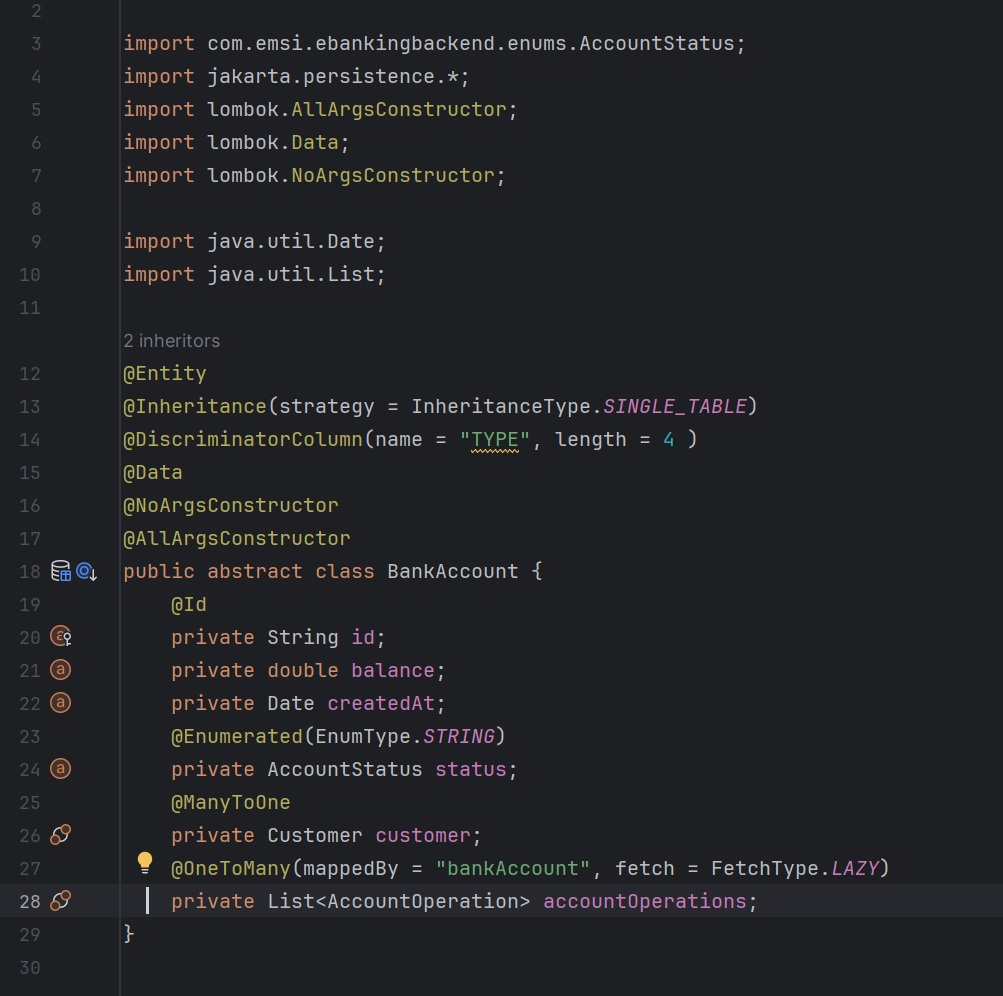 2
3 import com.emsi.ebankingbackend.enums.AccountStatus;
4 import jakarta.persistence.*;
5 import lombok.AllArgsConstructor;
6 import lombok.Data;
7 import lombok.NoArgsConstructor;
8
9 import java.util.Date;
10 import java.util.List;
11
2 inheritors
12 @Entity
13 @Inheritance(strategy = InheritanceType.SINGLE_TABLE)
14 @DiscriminatorColumn(name = "TYPE", length = 4 )
15 @Data
16 @NoArgsConstructor
17 @AllArgsConstructor
18 public abstract class BankAccount {
19     @Id
20     private String id;
21     private double balance;
22     private Date createdAt;
23     @Enumerated(EnumType.STRING)
24     private AccountStatus status;
25     @ManyToOne
26     private Customer customer;
27     @OneToMany(mappedBy = "bankAccount", fetch = FetchType.LAZY)
28     private List<AccountOperation> accountOperations;
29 }
30